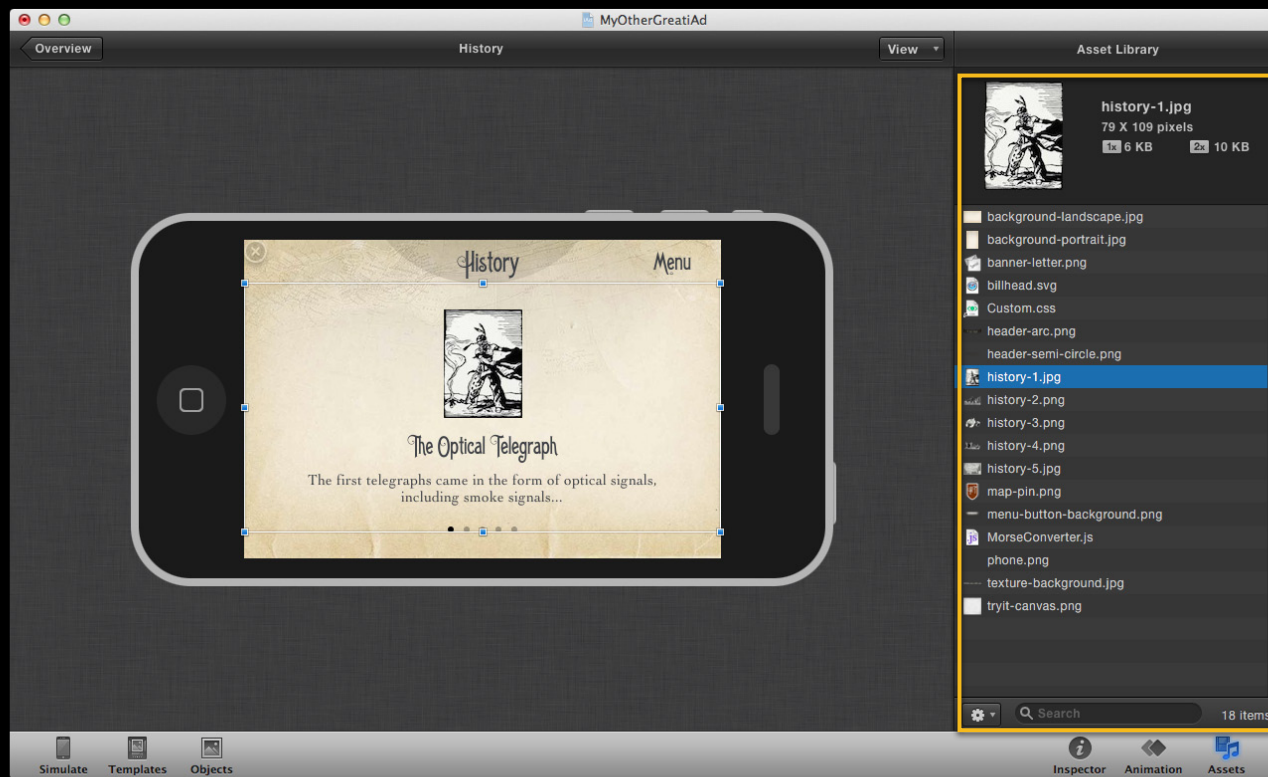 MyOtherGreatiAd
Overview
History
View
Asset Library
history-1.jpg
79 X 109 pixels
1x 6 KB 2x 10 KB
background-landscape.jpg
background-portrait.jpg
banner-letter.png
billhead.svg
Custom.css
header-arc.png
header-semi-circle.png
history-1.jpg
history-2.png
history-3.png
history-4.png
history-5.jpg
map-pin.png
menu-button-background.png
MorseConverter.js
phone.png
texture-background.jpg
tryit-canvas.png
Search
18 items
History
Menu
The Optical Telegraph
The first telegraphs came in the form of optical signals,
including smoke signals...
Simulate
Templates
Objects
Inspector
Animation
Assets